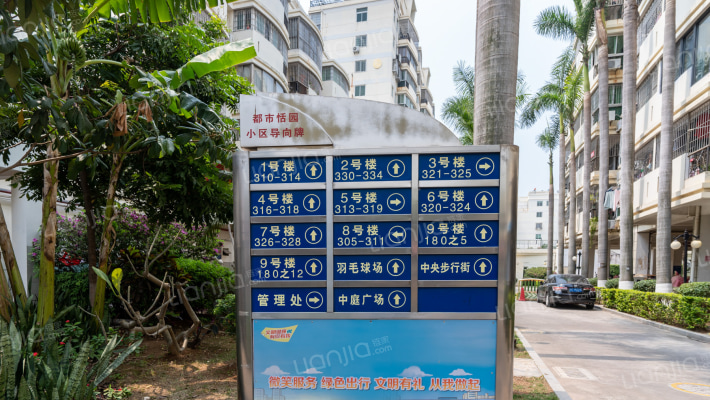 都市恬园
小区导向牌
1号楼
310-314
2号楼
330-334
3号楼
321-325
4号楼
316-318
5号楼
313-319
6号楼
320-324
7号楼
326-328
8号楼
305-311
9号楼
180之5
9号楼
180之12
羽毛球场
中央步行街
管理处
中庭广场
微笑服务 绿色出行 文明有礼 从我做起
lianjia.com